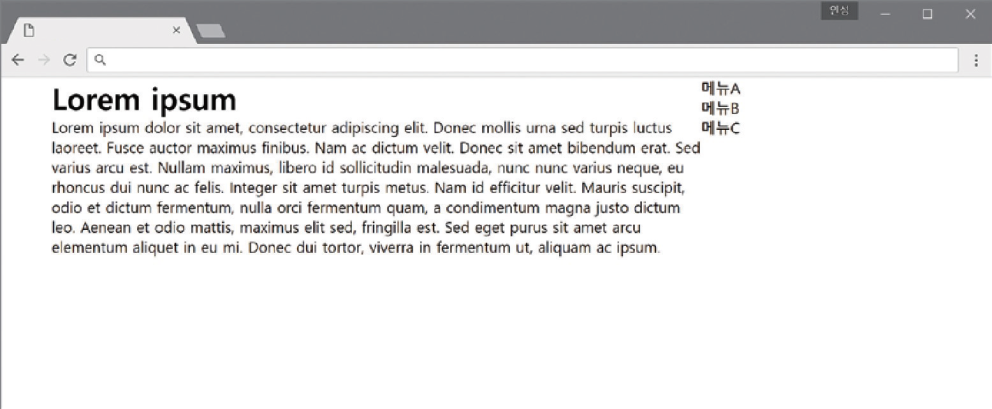 인싱
Lorem ipsum
Lorem ipsum dolor sit amet, consectetur adipiscing elit. Donec mollis urna sed turpis luctus
laoreet. Fusce auctor maximus finibus. Nam ac dictum velit. Donec sit amet bibendum erat. Sed
varius arcu est. Nullam maximus, libero id sollicitudin malesuada, nunc nunc varius neque, eu
rhoncus dui nunc ac felis. Integer sit amet turpis metus. Nam id efficitur velit. Mauris suscipit,
odio et dictum fermentum, nulla orci fermentum quam, a condimentum magna justo dictum
leo. Aenean et odio mattis, maximus elit sed, fringilla est. Sed eget purus sit amet arcu
elementum aliquet in eu mi. Donec dui tortor, viverra in fermentum ut, aliquam ac ipsum.
메뉴A
메뉴B
메뉴C